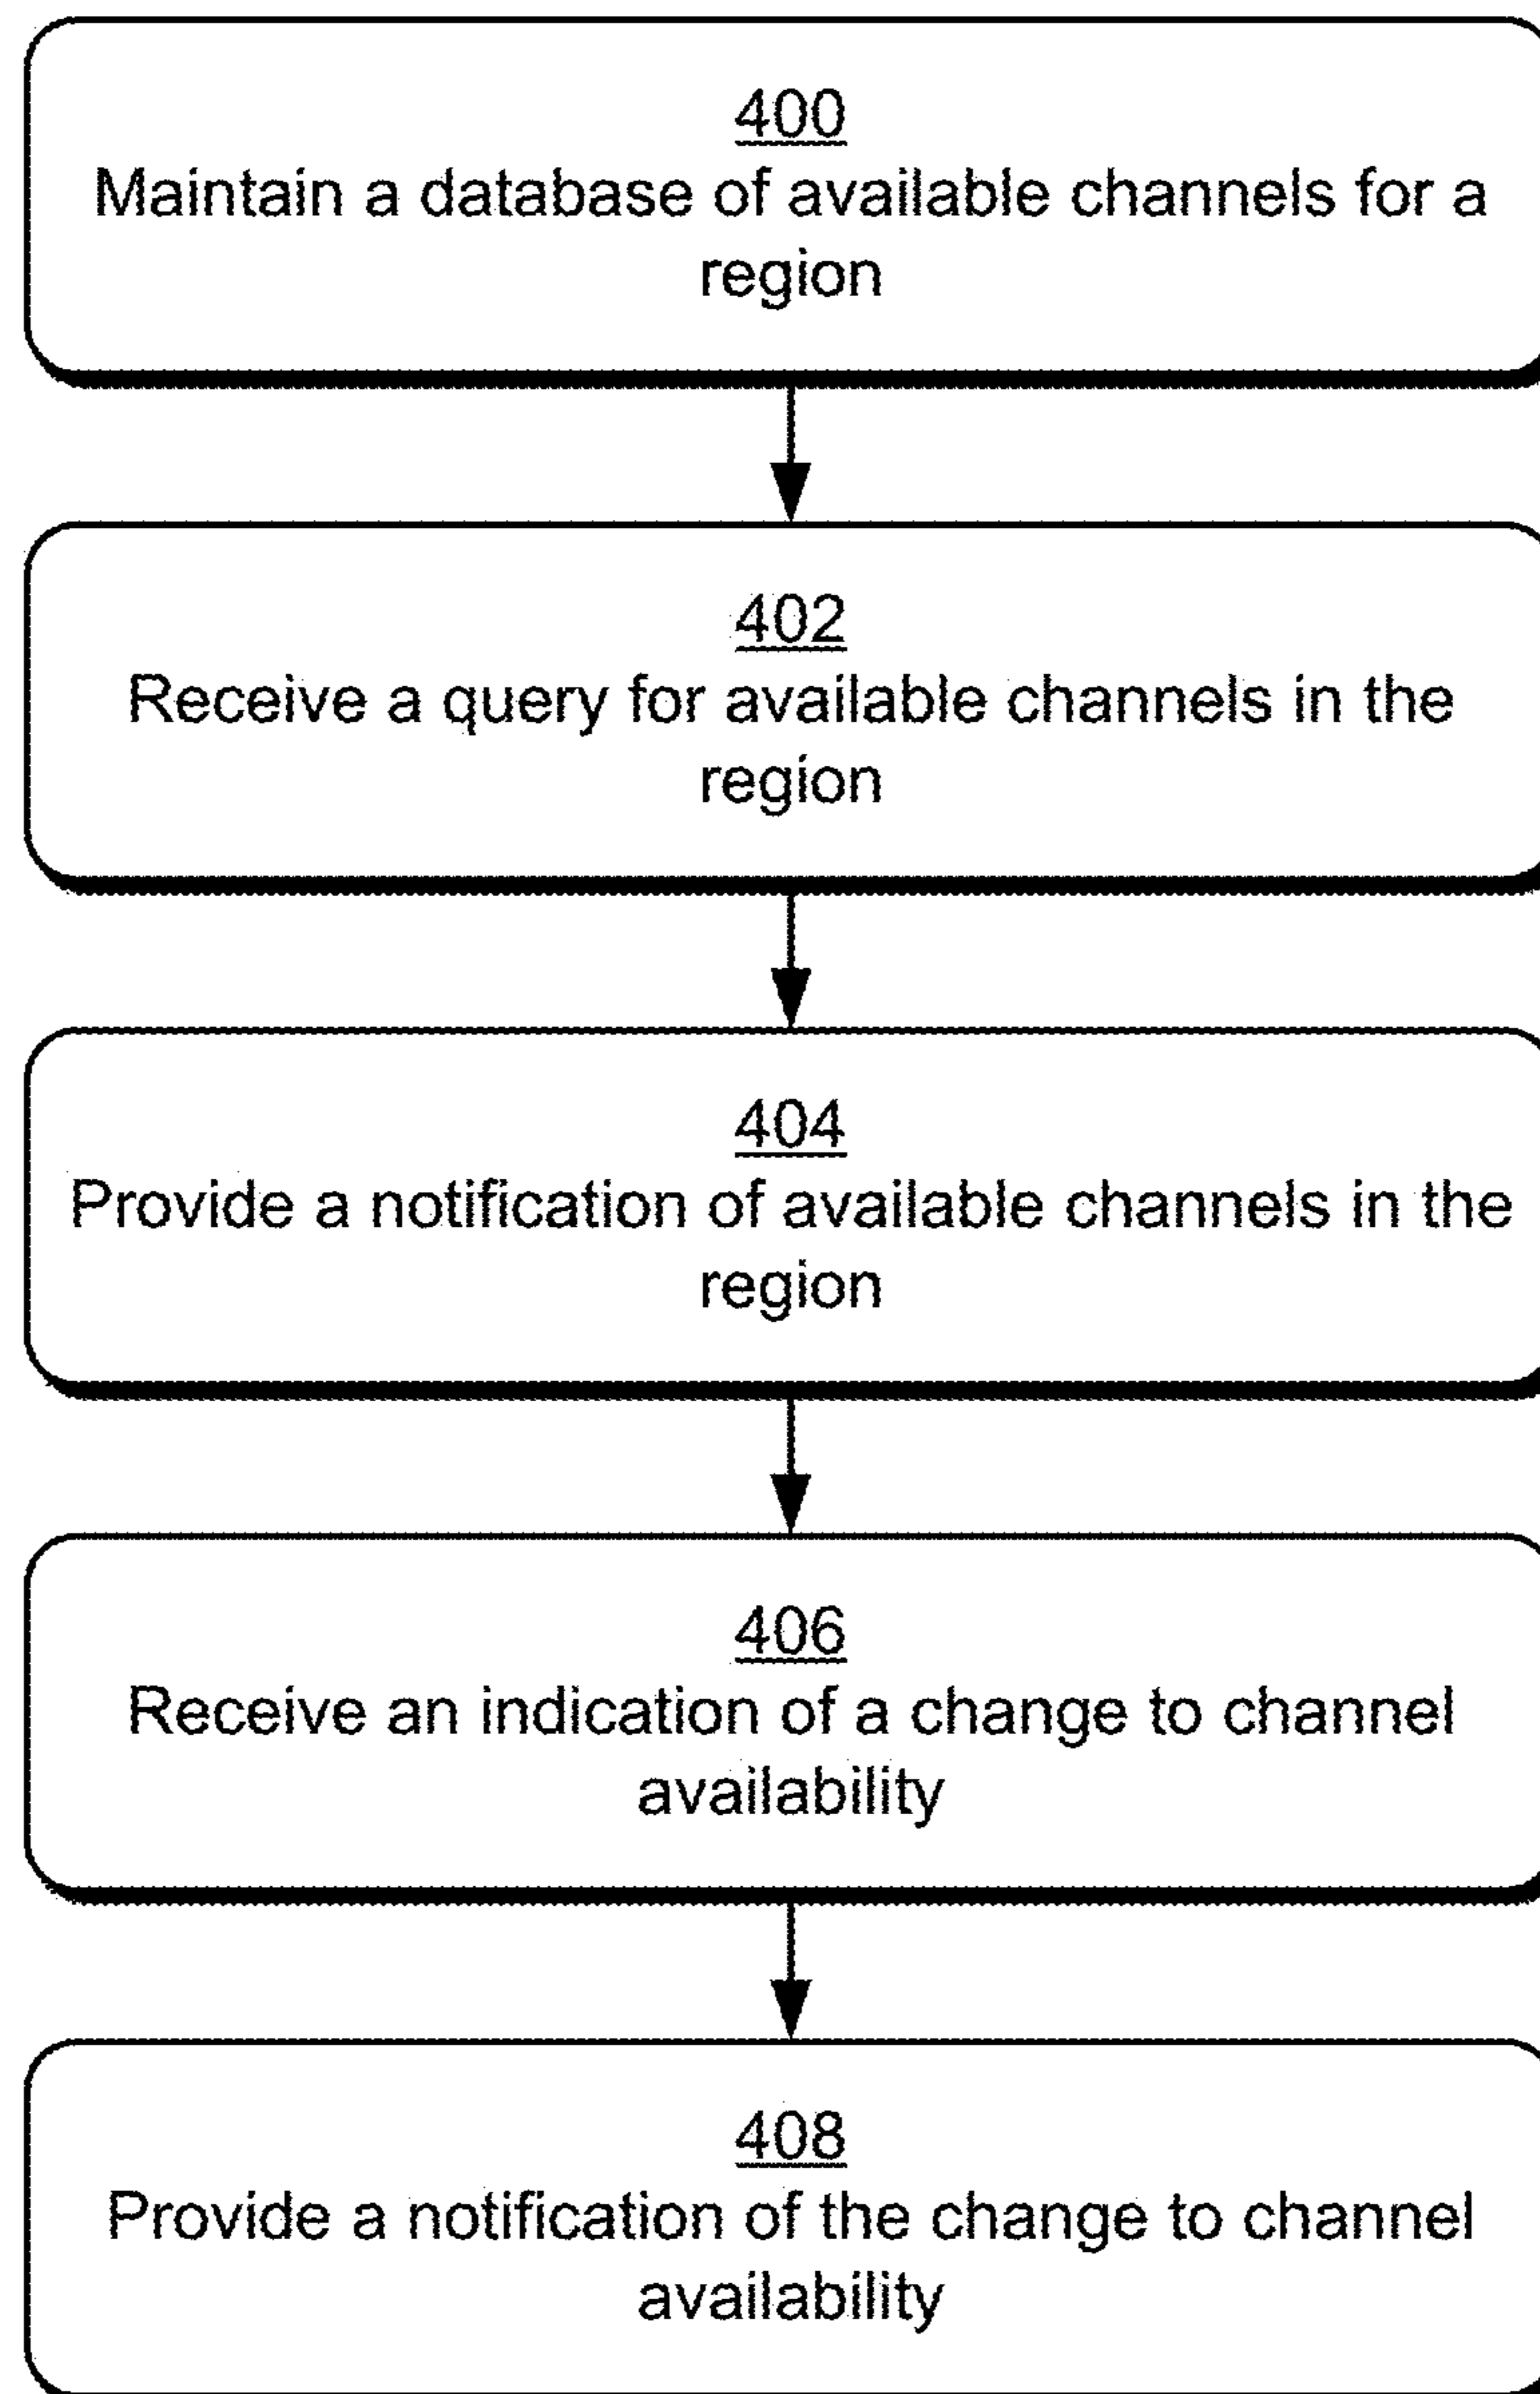 400
Maintain a database of available channels for a
region
402
Receive a query for available channels in the
region
404
Provide a notification of available channels in the
region
406
Receive an indication of a change to channel
availability
408
Provide a notification of the change to channel
availability